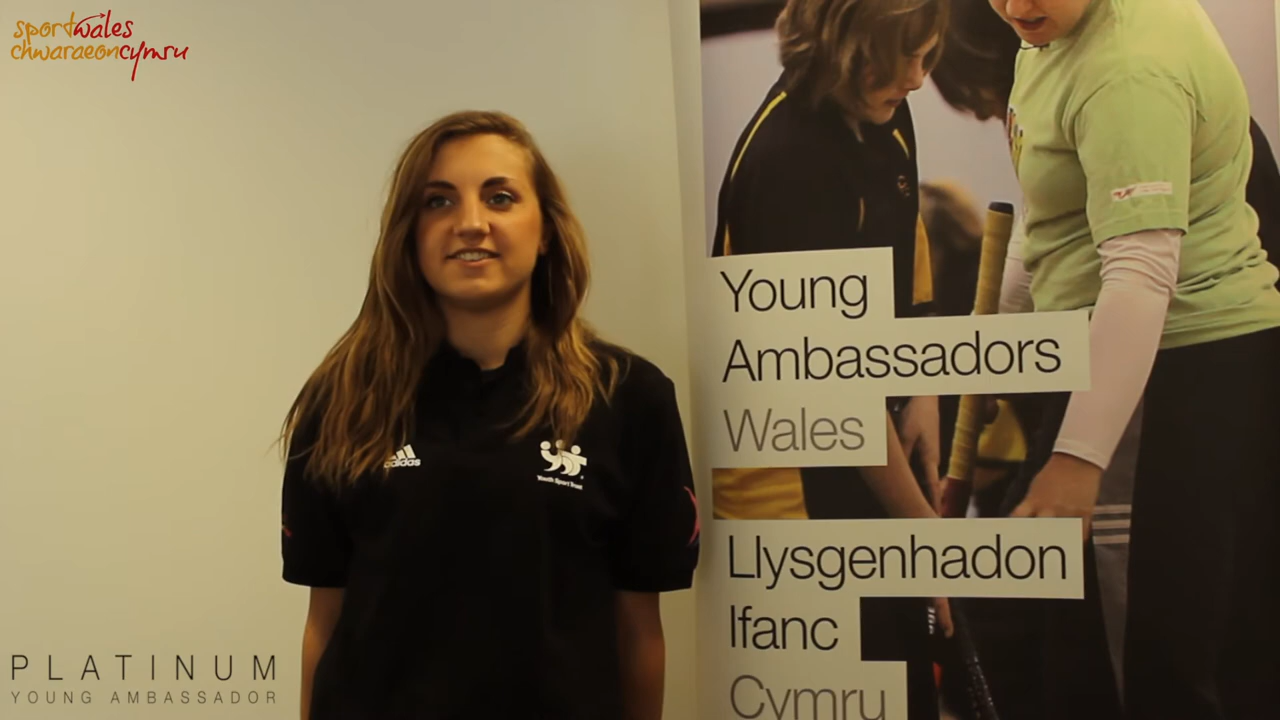 sportwales
chwaraeoncymru
Young
Ambassadors
Wales
adidas
Youth Sport Trust
Llysgenhadon
Ifanc
Cymru
PLATINUM
YOUNG AMBASSADOR